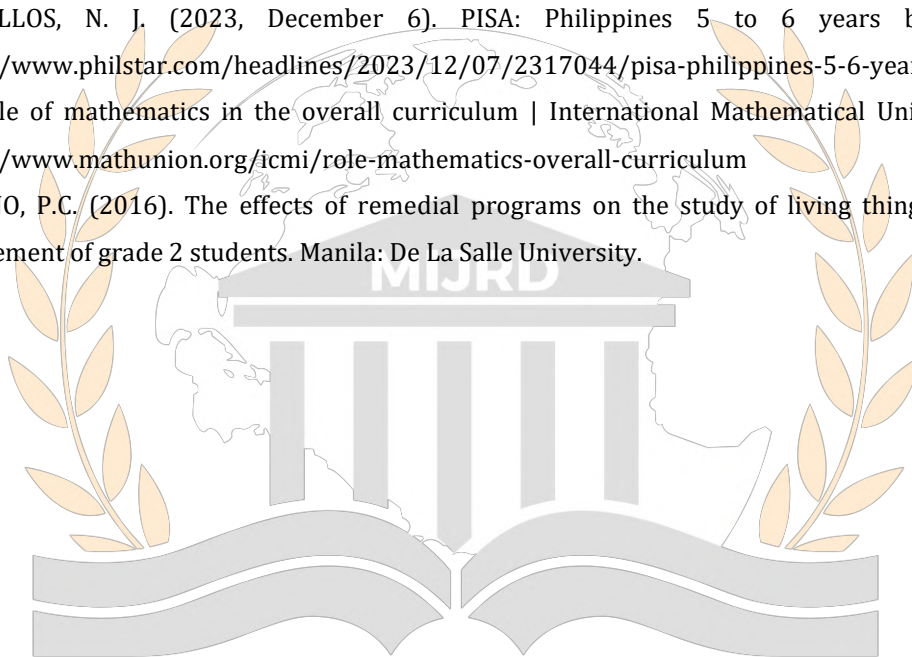 LLOS, N. J. (2023, December 6). PISA: Philippines 5 to 6 years b
/www.philstar.com/headlines/2023/12/07/2317044/pisa-philippines-5-6-year
le of mathematics in the overall curriculum | International Mathematical Uni
/www.mathunion.org/icmi/role-mathematics-overall-curriculum
O, P.C. (2016). The effects of remedial programs on the study of living thing
ement of grade 2 students. Manila: De La Salle University.
MIJRD